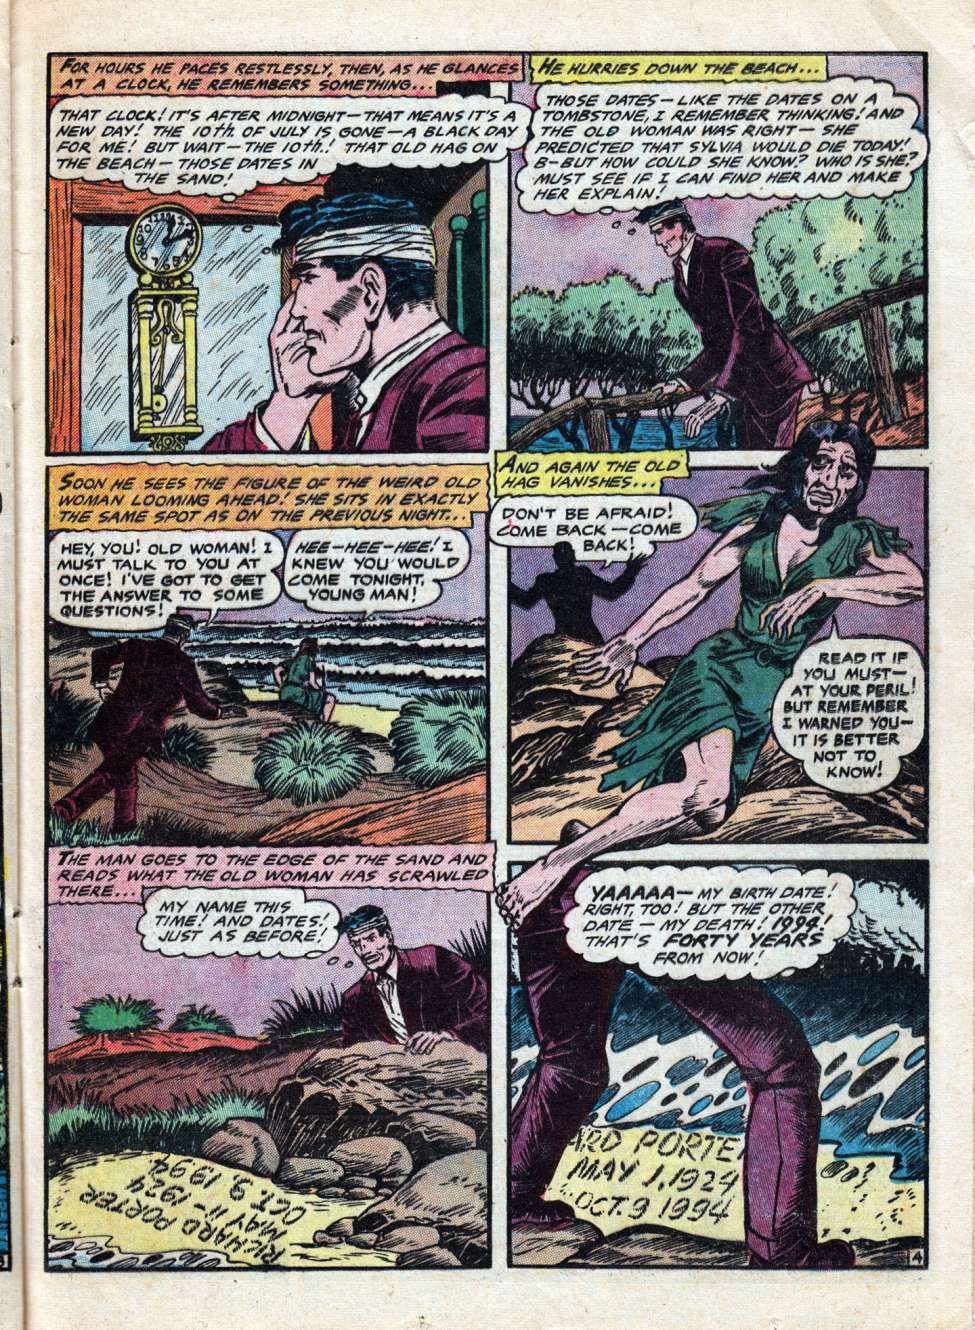 FOR HOURS HE PACES RESTLESSLY, THEN, AS HE GLANCES
AT A CLOCK, HE REMEMBERS SOMETHING...
THAT CLOCK! IT'S AFTER MIDNIGHT—THAT MEANS IT'S A
NEW DAY! THE 10th OF JULY IS GONE—A BLACK DAY
FOR ME! BUT WAIT—THE 10th! THAT OLD HAG ON
THE BEACH—THOSE DATES IN
THE SAND!
HE HURRIES DOWN THE BEACH...
THOSE DATES—LIKE THE DATES ON A
TOMBSTONE, I REMEMBER THINKING! AND
THE OLD WOMAN WAS RIGHT—SHE
PREDICTED THAT SYLVIA WOULD DIE TODAY!
B-BUT HOW COULD SHE KNOW? WHO IS SHE?
MUST SEE IF I CAN FIND HER AND MAKE
HER EXPLAIN!
SOON HE SEES THE FIGURE OF THE WEIRD OLD
WOMAN LOOMING AHEAD! SHE SITS IN EXACTLY
THE SAME SPOT AS ON THE PREVIOUS NIGHT...
HEY, YOU! OLD WOMAN! I
MUST TALK TO YOU AT
ONCE! I'VE GOT TO GET
THE ANSWER TO SOME
QUESTIONS!
HEE-HEE-HEE! I
KNEW YOU WOULD
COME TONIGHT,
YOUNG MAN!
AND AGAIN THE OLD
HAG VANISHES...
DON'T BE AFRAID!
COME BACK—COME
BACK!
READ IT IF
YOU MUST—
AT YOUR PERIL!
BUT REMEMBER
I WARNED YOU—
IT IS BETTER
NOT TO
KNOW!
THE MAN GOES TO THE EDGE OF THE SAND AND
READS WHAT THE OLD WOMAN HAS SCRAWLED
THERE...
MY NAME THIS
TIME! AND DATES!
JUST AS BEFORE!
RICHARD PORTER
MAY 11-1924
OCT. 9 1994
YAAAAA—MY BIRTH DATE!
RIGHT, TOO! BUT THE OTHER
DATE—MY DEATH! 1994!
THAT'S FORTY YEARS
FROM NOW!
ARD PORTE
MAY 1, 1924
OCT. 9 1994
4